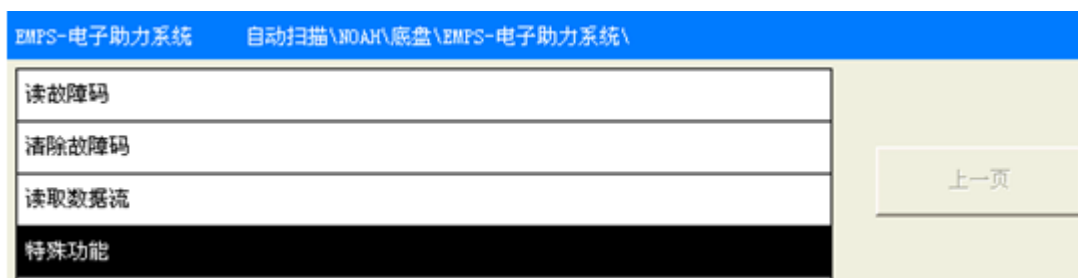 EMPS-电子助力系统 自动扫描\NOAH\底盘\EMPS-电子助力系统\
读故障码
清除故障码
读取数据流
上一页
特殊功能